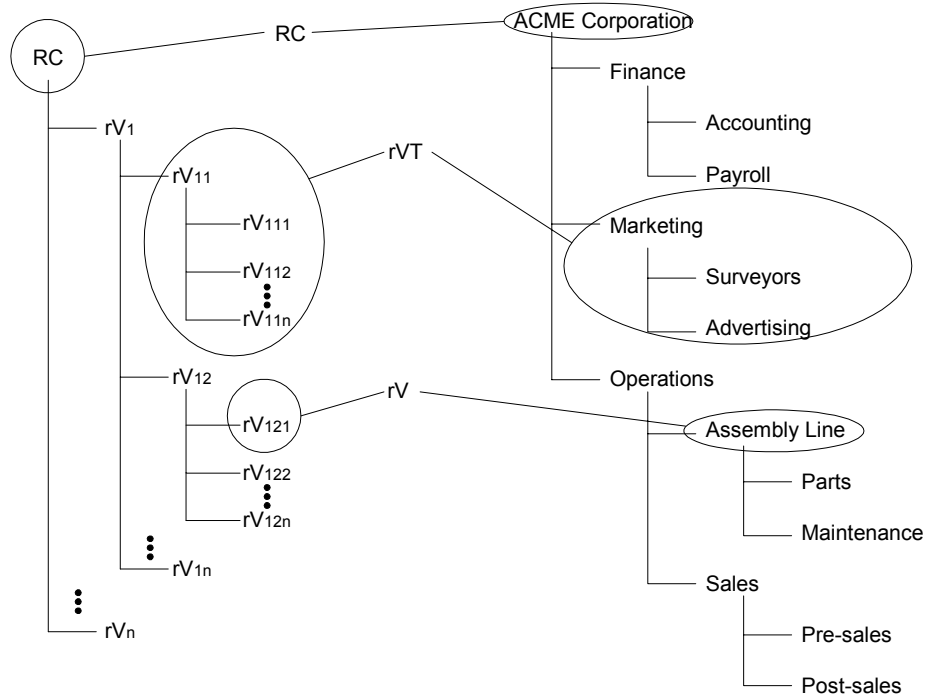 RC
rV1
rV11
rV111
rV112
rV11n
rV12
rV121
rV122
rV12n
rV1n
rVn
RC
rVT
rV
ACME Corporation
Finance
Accounting
Payroll
Marketing
Surveyors
Advertising
Operations
Assembly Line
Parts
Maintenance
Sales
Pre-sales
Post-sales